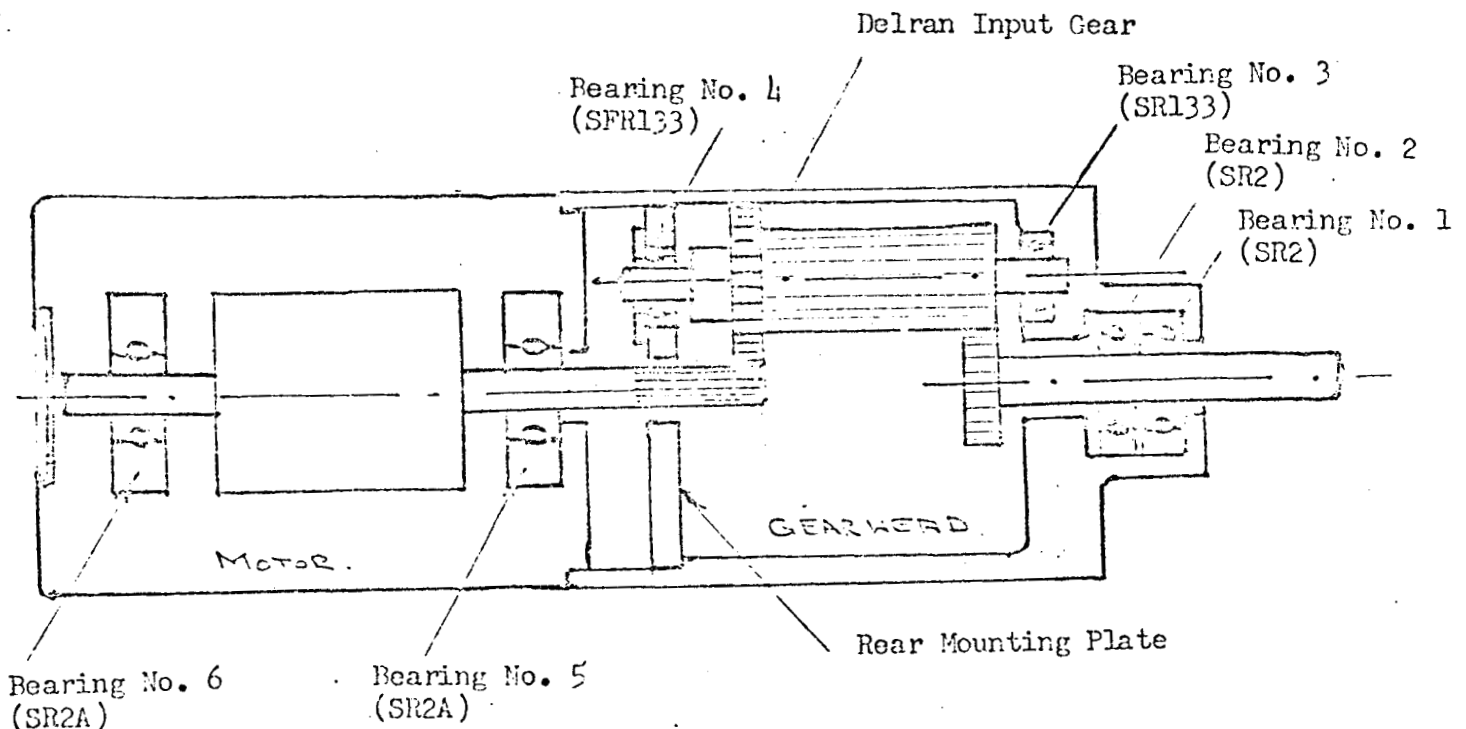 Delran Input Gear
Bearing No. 3
(SR133)
Bearing No. 4
(SFR133)
Bearing No. 2
(SR2)
Bearing No. 1
(SR2)
GEARHEAD.
MOTOR.
Rear Mounting Plate
Bearing No. 6
(SR2A)
Bearing No. 5
(SR2A)